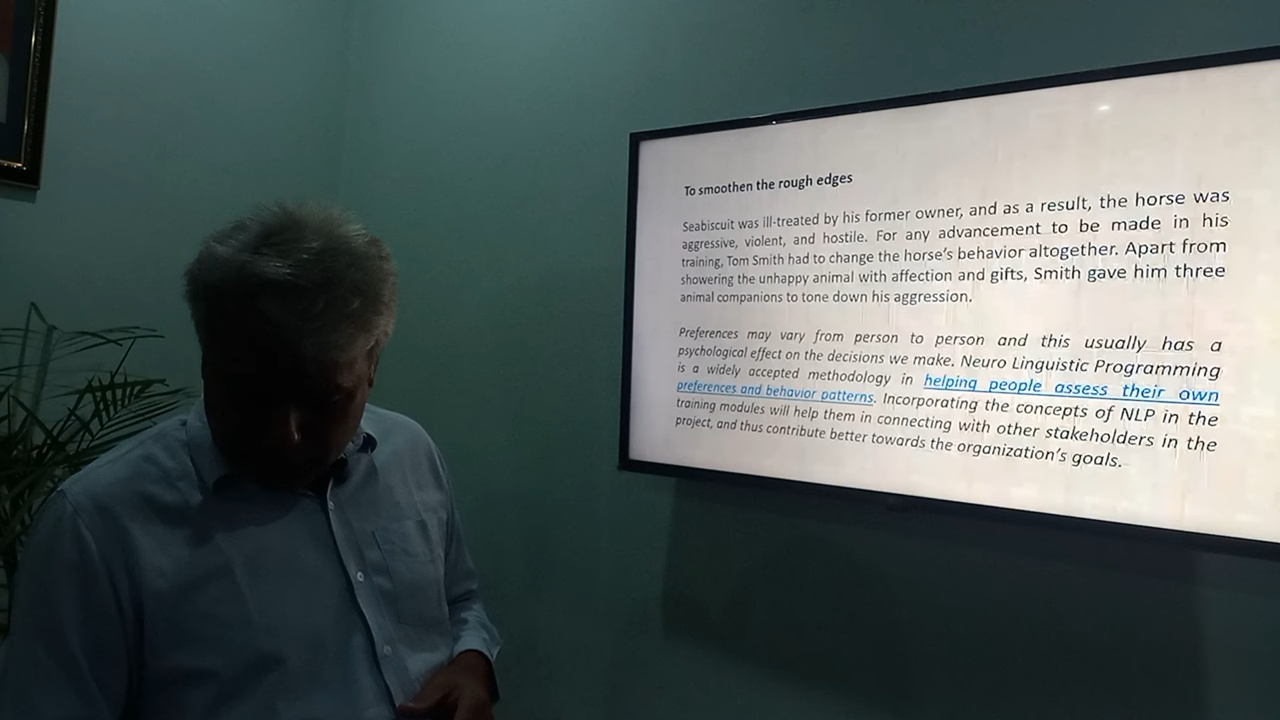 To smoothen the rough edges
Seabiscuit was ill-treated by his former owner, and as a result, the horse was
aggressive, violent, and hostile. For any advancement to be made in his
training, Tom Smith had to change the horse's behavior altogether. Apart from
showering the unhappy animal with affection and gifts, Smith gave him three
animal companions to tone down his aggression.
Preferences may vary from person to person and this usually has a
psychological effect on the decisions we make. Neuro Linguistic Programming
is a widely accepted methodology in helping people assess their own
preferences and behavior patterns. Incorporating the concepts of NLP in the
training modules will help them in connecting with other stakeholders in the
project, and thus contribute better towards the organization's goals.